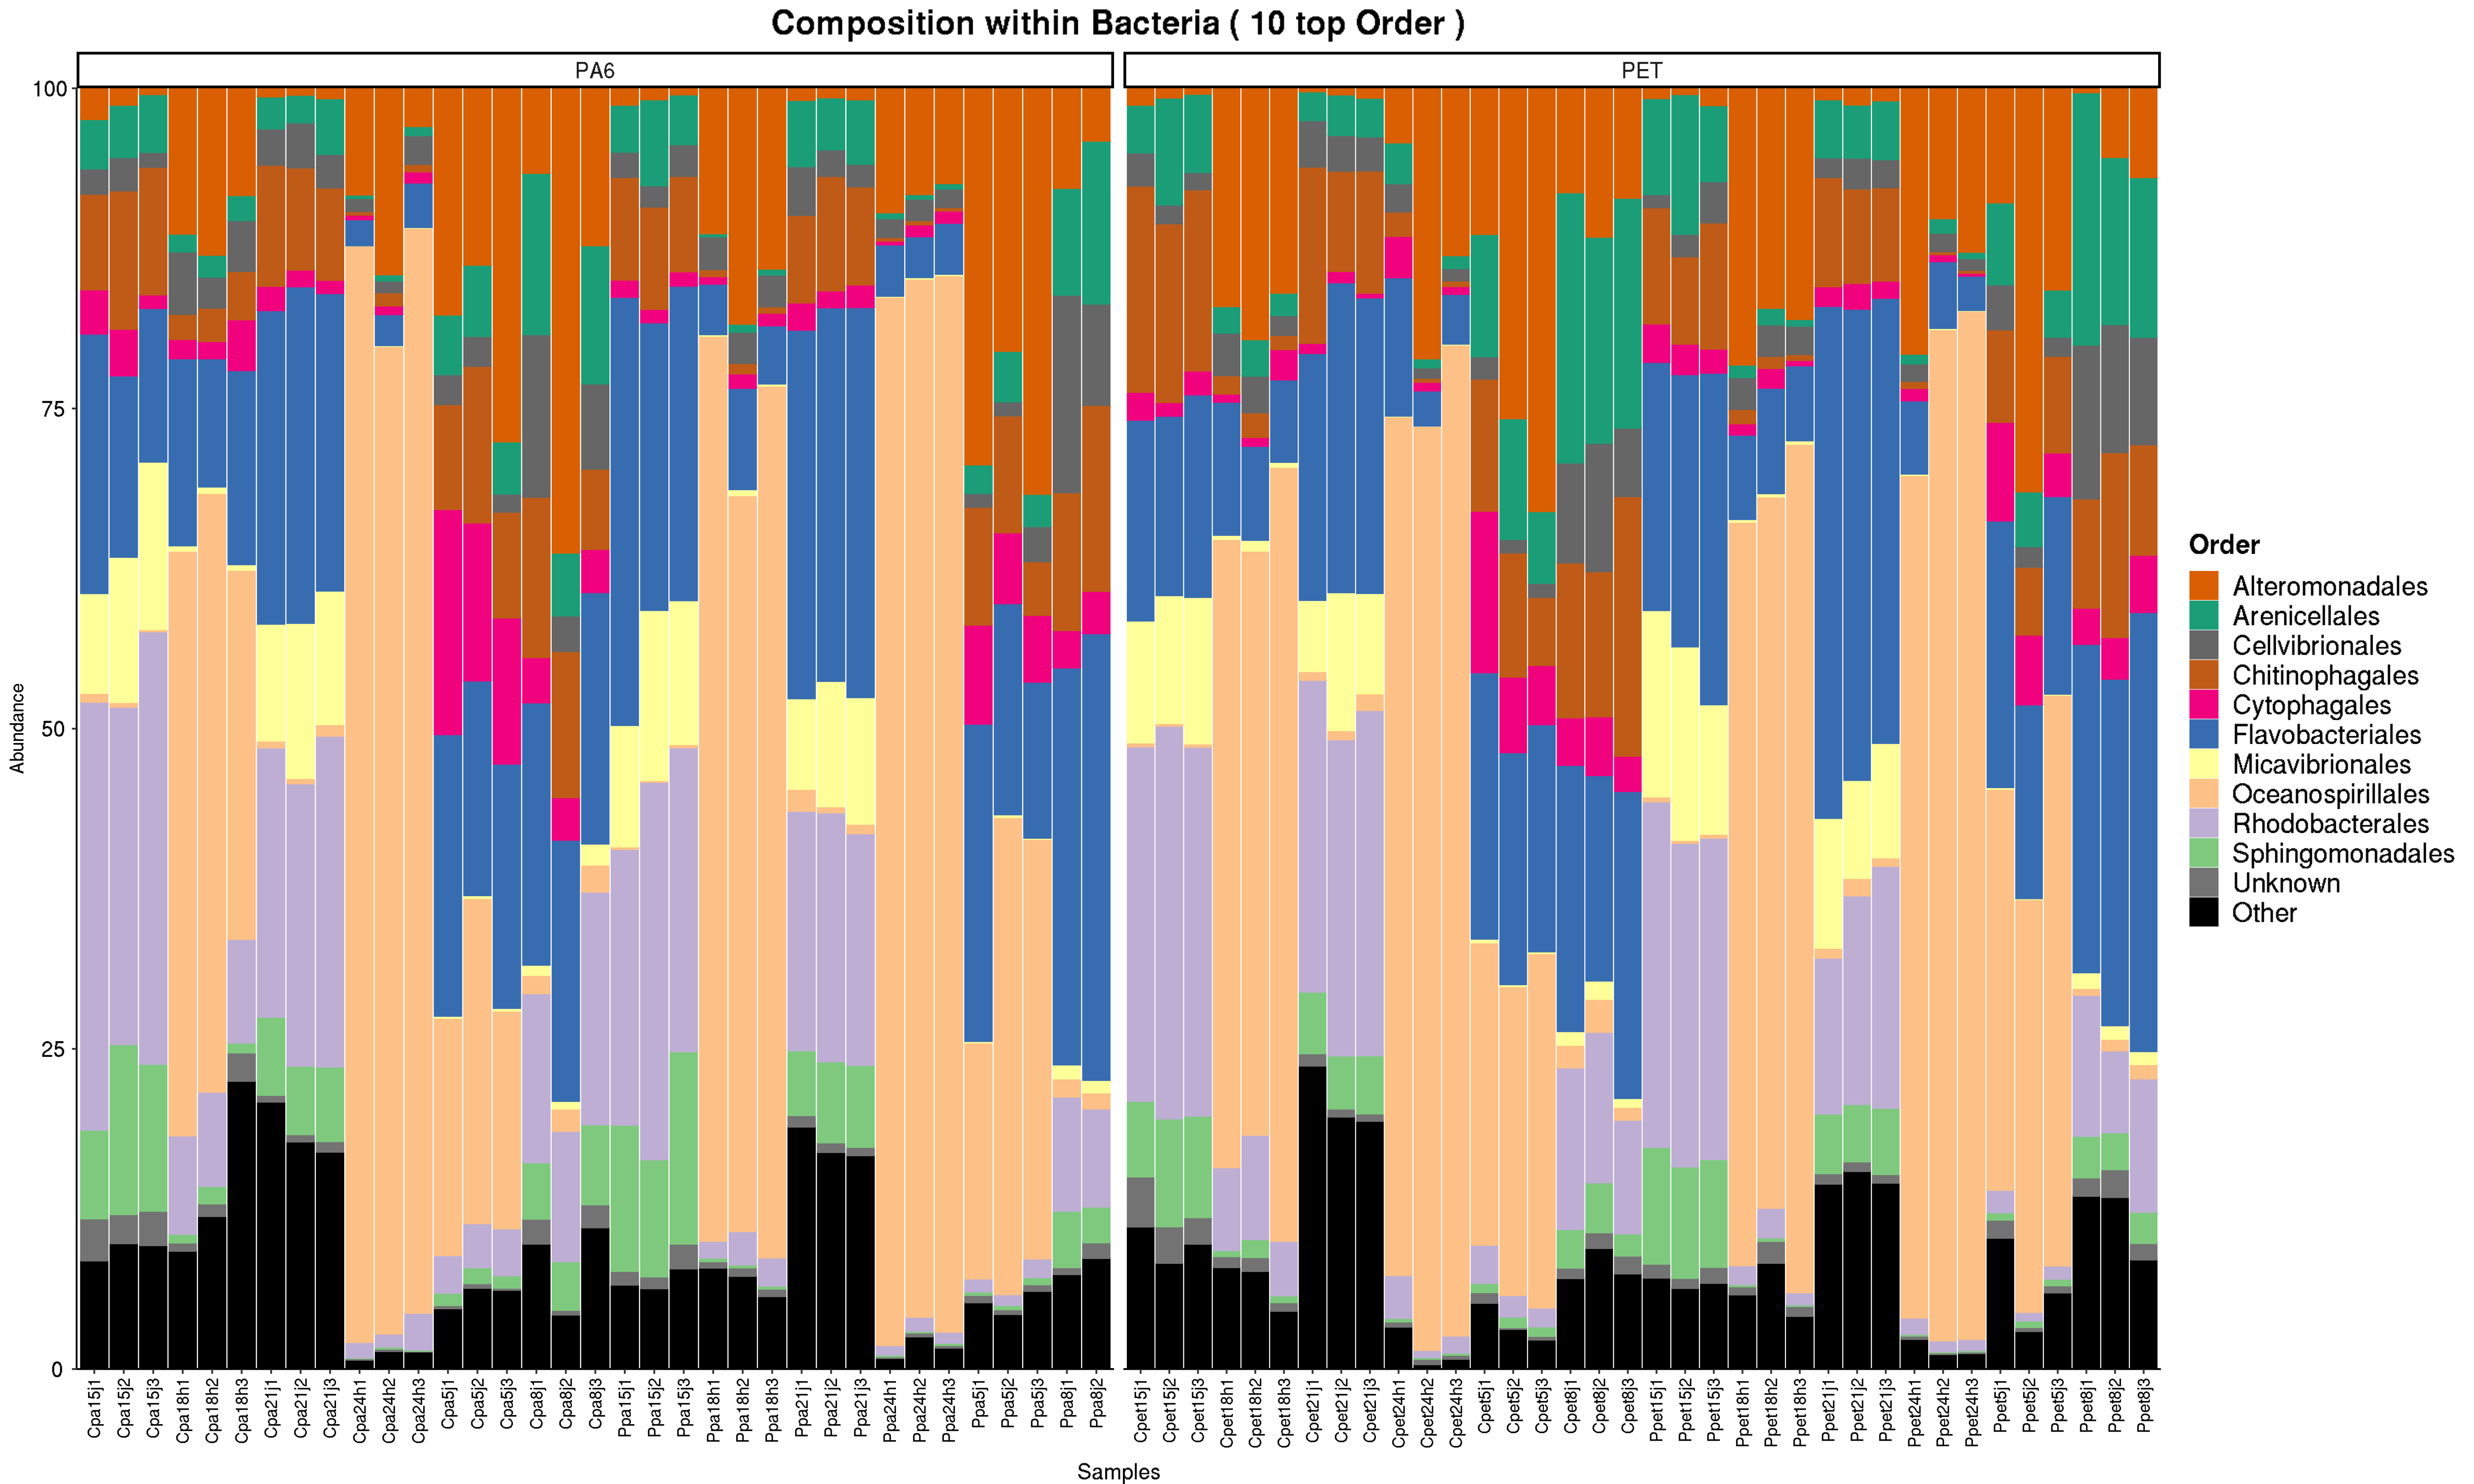 Composition within Bacteria ( 10 top Order )
PA6
PET
100
75
50
25
0
Abundance
Cpa15j1
Cpa15j2
Cpa15j3
Cpa18h1
Cpa18h2
Cpa18h3
Cpa21j1
Cpa21j2
Cpa21j3
Cpa24h1
Cpa24h2
Cpa24h3
Cpa5j1
Cpa5j2
Cpa5j3
Cpa8j1
Cpa8j2
Cpa8j3
Ppa15j1
Ppa15j2
Ppa15j3
Ppa18h1
Ppa18h2
Ppa18h3
Ppa21j1
Ppa21j2
Ppa21j3
Ppa24h1
Ppa24h2
Ppa24h3
Ppa5j1
Ppa5j2
Ppa5j3
Ppa8j1
Ppa8j2
Cpet15j1
Cpet15j2
Cpet15j3
Cpet18h1
Cpet18h2
Cpet18h3
Cpet21j1
Cpet21j2
Cpet21j3
Cpet24h1
Cpet24h2
Cpet24h3
Cpet5j1
Cpet5j2
Cpet5j3
Cpet8j1
Cpet8j2
Cpet8j3
Ppet15j1
Ppet15j2
Ppet15j3
Ppet18h1
Ppet18h2
Ppet18h3
Ppet21j1
Ppet21j2
Ppet21j3
Ppet24h1
Ppet24h2
Ppet24h3
Ppet5j1
Ppet5j2
Ppet5j3
Ppet8j1
Ppet8j2
Ppet8j3
Samples
Order
Alteromonadales
Arenicellales
Cellvibrionales
Chitinophagales
Cytophagales
Flavobacteriales
Micavibrionales
Oceanospirillales
Rhodobacterales
Sphingomonadales
Unknown
Other